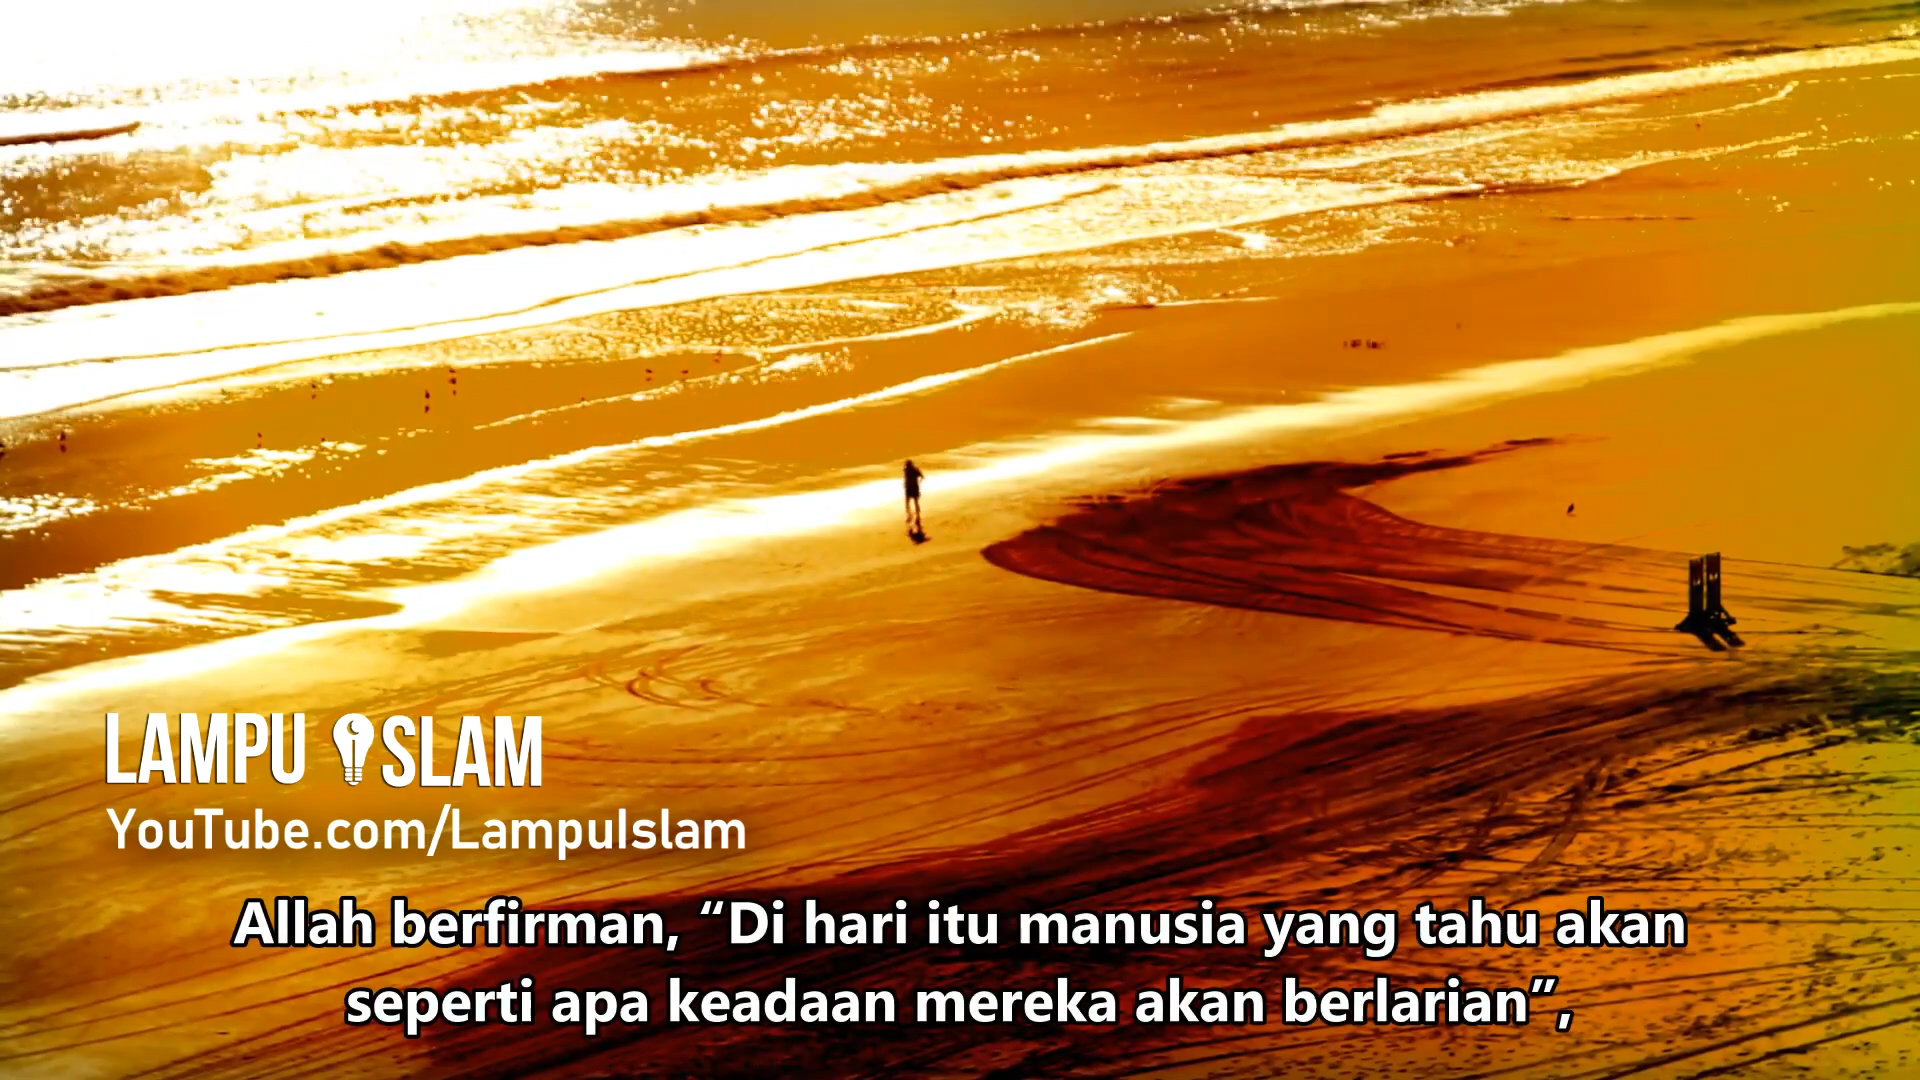 LAMPU ISLAM
YouTube.com/LampuIslam
Allah berfirman, “Di hari itu manusia yang tahu akan
seperti apa keadaan mereka akan berlarian”,